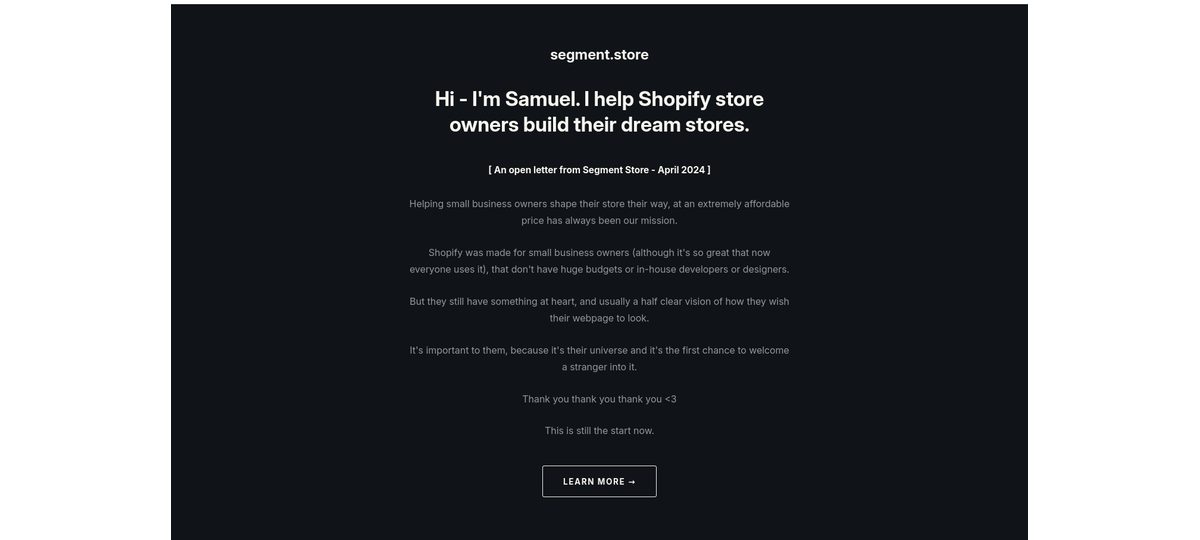 segment.store
Hi - I'm Samuel. I help Shopify store
owners build their dream stores.
[ An open letter from Segment Store - April 2024 ]
Helping small business owners shape their store their way, at an extremely affordable
price has always been our mission.
Shopify was made for small business owners (although it's so great that now
everyone uses it), that don't have huge budgets or in-house developers or designers.
But they still have something at heart, and usually a half clear vision of how they wish
their webpage to look.
It's important to them, because it's their universe and it's the first chance to welcome
a stranger into it.
Thank you thank you thank you <3
This is still the start now.
LEARN MORE →